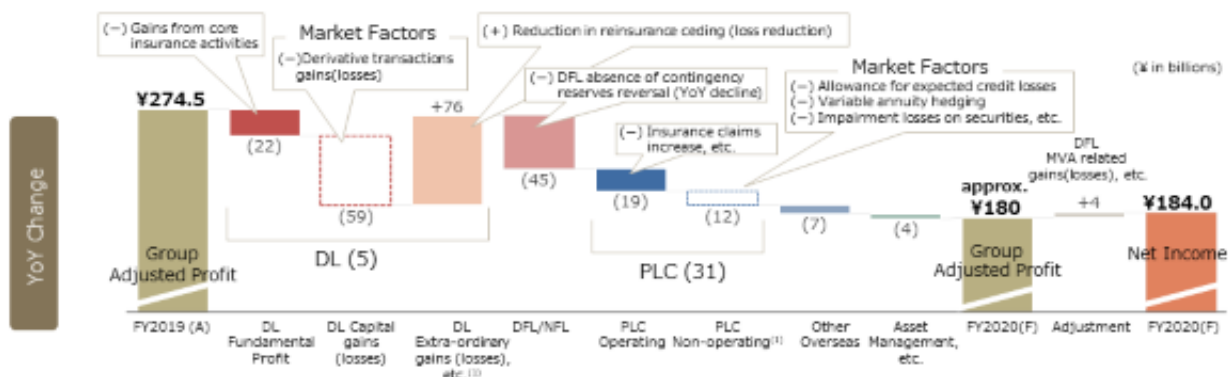 (−) Gains from core
insurance activities
Market Factors
(−)Derivative transactions
gains(losses)
(+) Reduction in reinsurance ceding (loss reduction)
(−) DFL absence of contingency
reserves reversal (YoY decline)
Market Factors
(−) Allowance for expected credit losses
(−) Variable annuity hedging
(−) Impairment losses on securities, etc.
(¥ in billions)
(−) Insurance claims
increase, etc.
YoY Change
¥274.5
(22)
(59)
+76
(45)
(19)
(12)
(7)
(4)
approx.
¥180
DFL
MVA related
gains(losses), etc.
+4
¥184.0
Group
Adjusted Profit
DL (5)
PLC (31)
Group
Adjusted Profit
Net Income
FY2019 (A)
DL
Fundamental
Profit
DL Capital
gains
(losses)
DL
Extra-ordinary
gains (losses),
etc.
DFL/NFL
PLC
Operating
PLC
Non-operating(1)
Other
Overseas
Asset
Management,
etc.
FY2020(F)
Adjustment
FY2020(F)